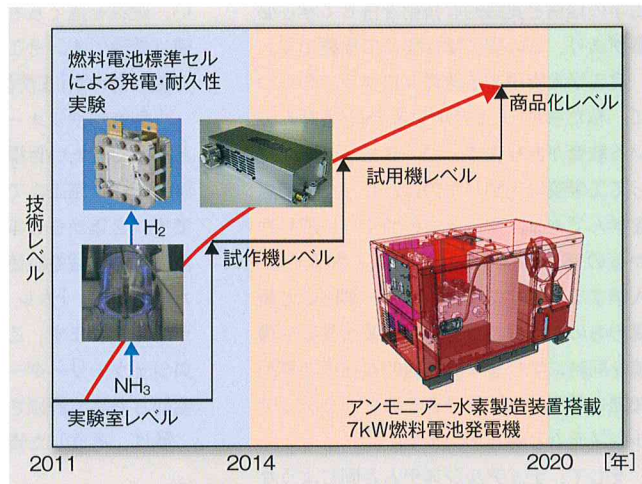 燃料電池標準セル
による発電・耐久性
実験
商品化レベル
試用機レベル
技術レベル
H₂
試作機レベル
NH₃
実験室レベル
アンモニアー水素製造装置搭載
7kW燃料電池発電機
2011
2014
2020
[年]